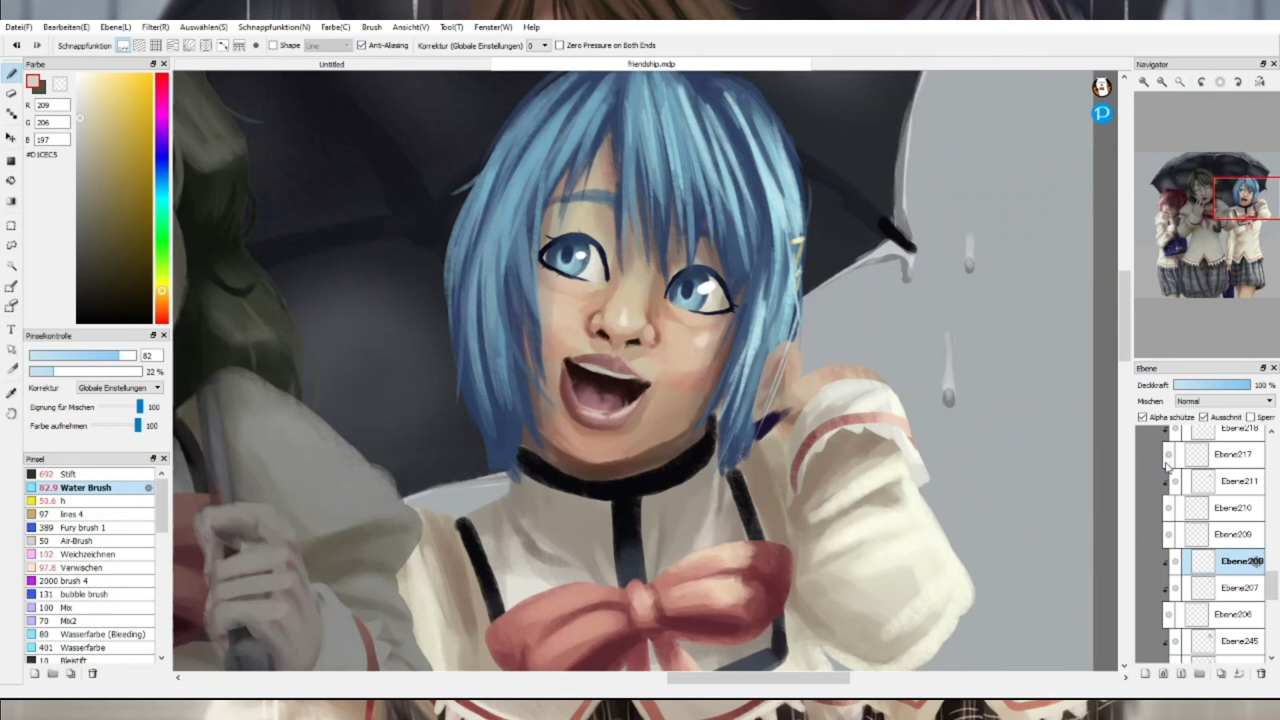 Datei(F) Bearbeiten(E) Ebene(L) Filter(R) Auswählen(S) Schnappfunktion(N) Farbe(C) Brush Ansicht(V) Tool(T) Fenster(W) Help
Schnappfunktion Shape Line Anti-Aliasing Korrektur (Globale Einstellungen) 0 Zero Pressure on Both Ends
Farbe Untitled friendship.mdp Navigator
R 209
G 206
B 197
#D1CEC5
Pinselkontrolle
82
22 %
Korrektur Globale Einstellungen
Eignung für Mischen 100
Farbe aufnehmen 100
Pinsel
692 Stift
82.9 Water Brush
50.6 h
97 lines 4
389 Fury brush 1
50 Air-Brush
102 Weichzeichnen
97.8 Verwischen
2000 brush 4
131 bubble brush
100 Mix
70 Mix2
80 Wasserfarbe (Bleeding)
401 Wasserfarbe
10 Bleistift
Ebene
Deckkraft 100 %
Mischen Normal
Alpha schütze Ausschnit Sperr
Ebene218
Ebene217
Ebene211
Ebene210
Ebene209
Ebene208
Ebene207
Ebene206
Ebene245